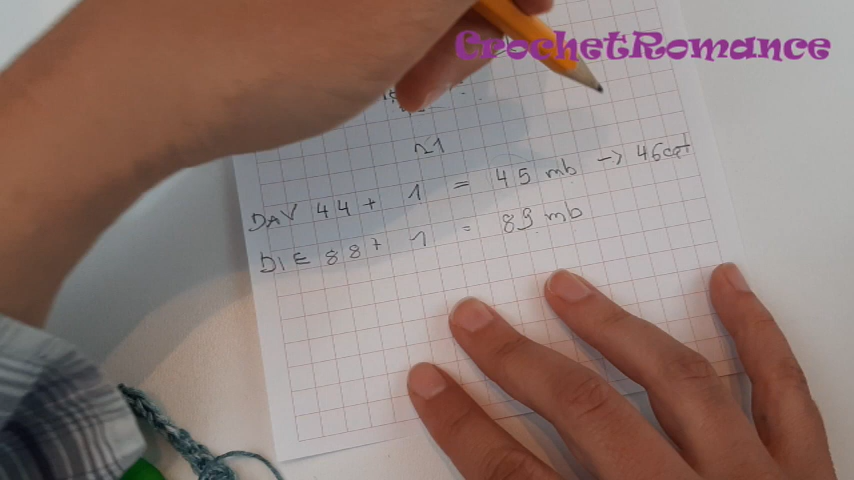 CrochetRomance
n1
DAV 44 + 1 = 45 mb → 46cat
DIE 88 + 1 = 89 mb